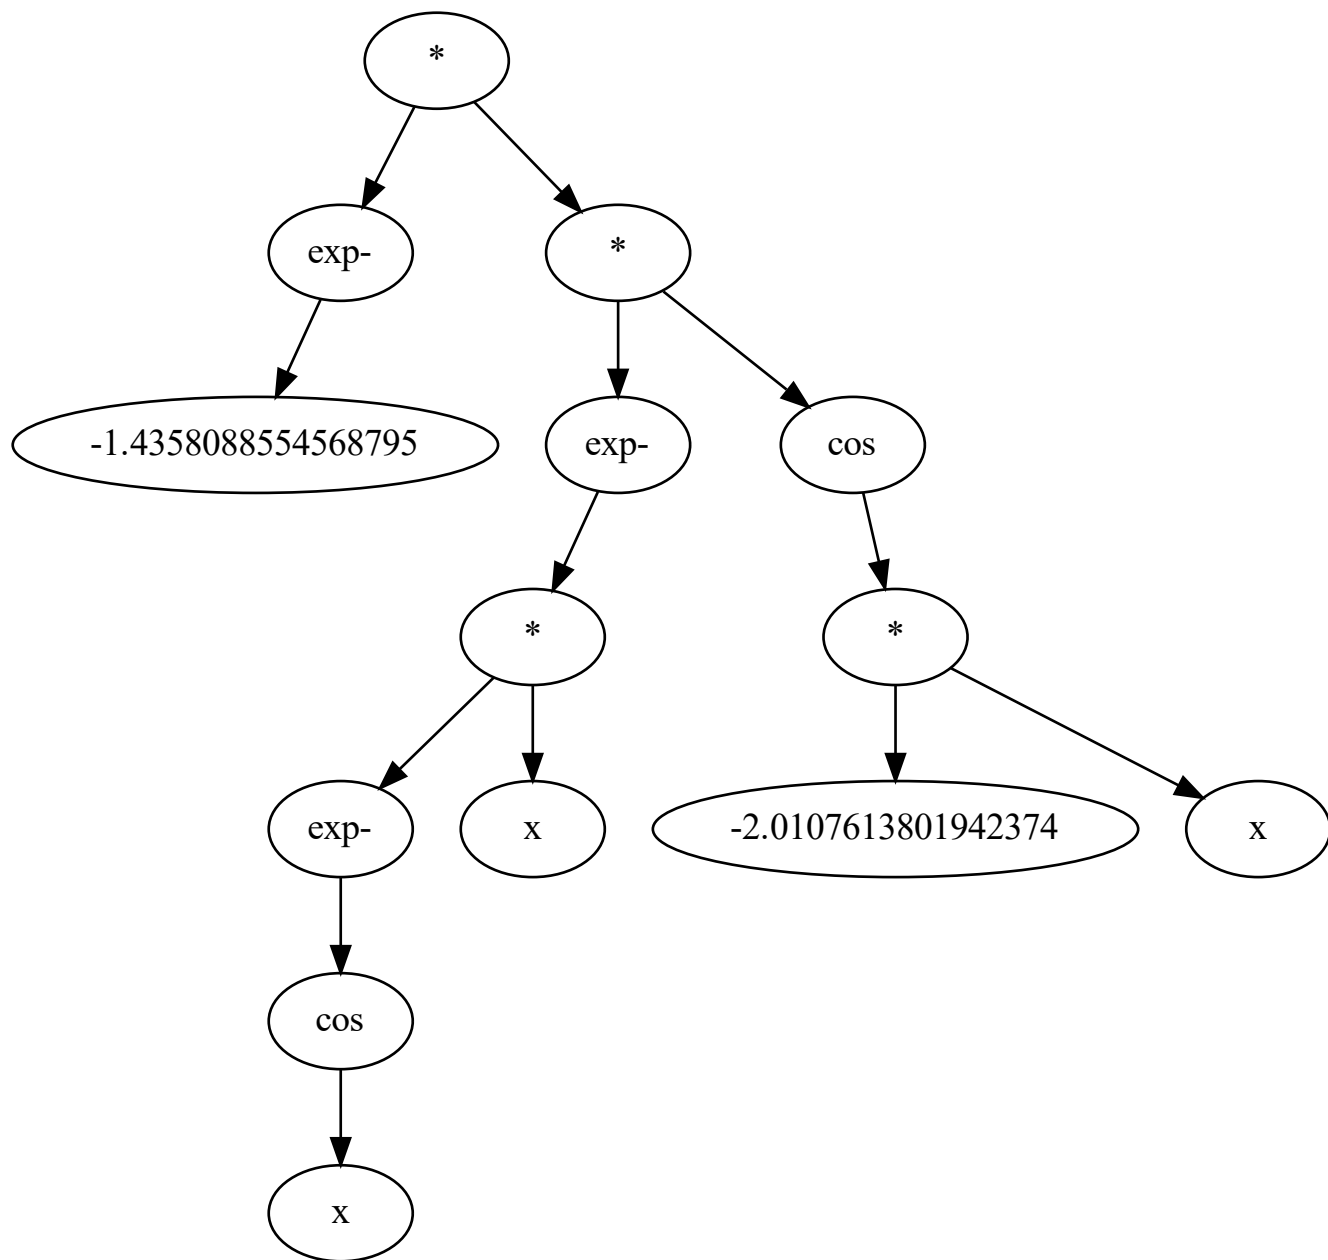 *
exp-
*
-1.4358088554568795
exp-
cos
*
*
exp-
x
-2.0107613801942374
x
cos
x